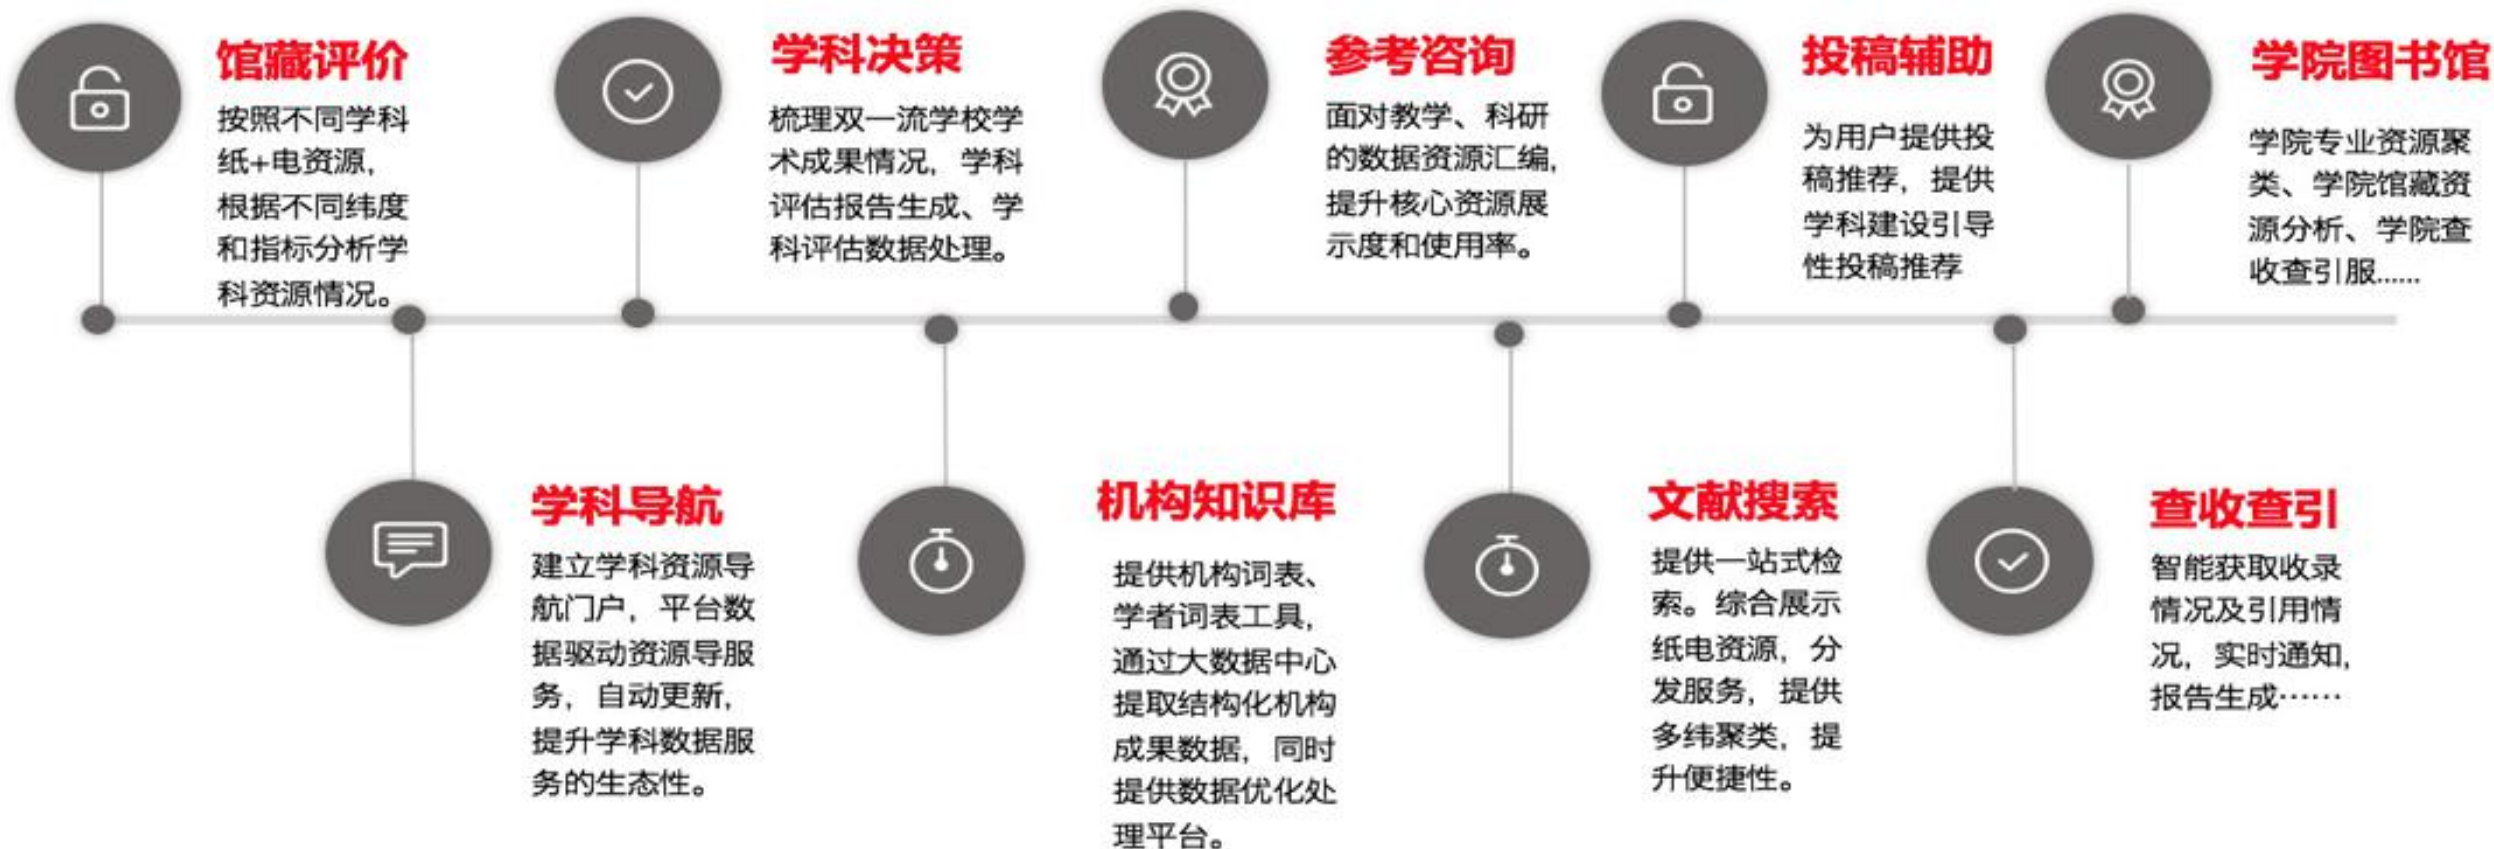 馆藏评价
按照不同学科
纸+电资源，
根据不同纬度
和指标分析学
科资源情况。
学科决策
梳理双一流学校学
术成果情况，学科
评估报告生成、学
科评估数据处理。
参考咨询
面对教学、科研
的数据资源汇编，
提升核心资源展
示度和使用率。
投稿辅助
为用户提供投
稿推荐，提供
学科建设引导
性投稿推荐
学院图书馆
学院专业资源聚
类、学院馆藏资
源分析、学院查
收查引服......
学科导航
建立学科资源导
航门户，平台数
据驱动资源导服
务，自动更新，
提升学科数据服
务的生态性。
机构知识库
提供机构词表、
学者词表工具，
通过大数据中心
提取结构化机构
成果数据，同时
提供数据优化处
理平台。
文献搜索
提供一站式检
索。综合展示
纸电资源，分
发服务，提供
多纬聚类，提
升便捷性。
查收查引
智能获取收录
情况及引用情
况，实时通知，
报告生成……